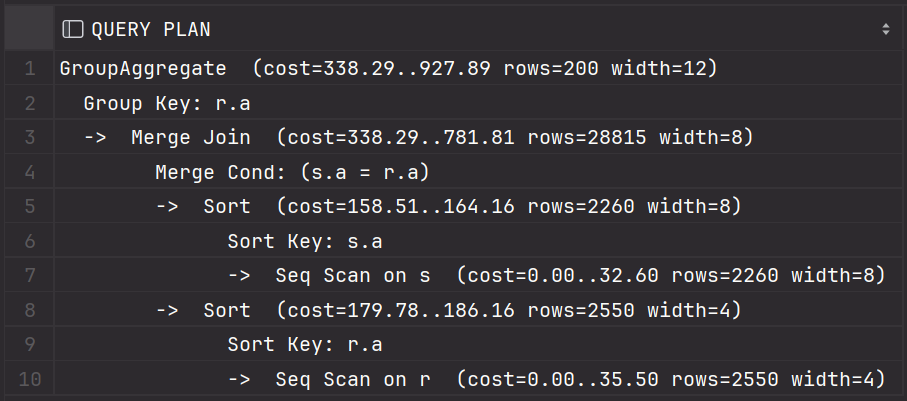 QUERY PLAN
1 GroupAggregate  (cost=338.29..927.89 rows=200 width=12)
2   Group Key: r.a
3   ->  Merge Join  (cost=338.29..781.81 rows=28815 width=8)
4         Merge Cond: (s.a = r.a)
5         ->  Sort  (cost=158.51..164.16 rows=2260 width=8)
6               Sort Key: s.a
7               ->  Seq Scan on s  (cost=0.00..32.60 rows=2260 width=8)
8         ->  Sort  (cost=179.78..186.16 rows=2550 width=4)
9               Sort Key: r.a
10               ->  Seq Scan on r  (cost=0.00..35.50 rows=2550 width=4)